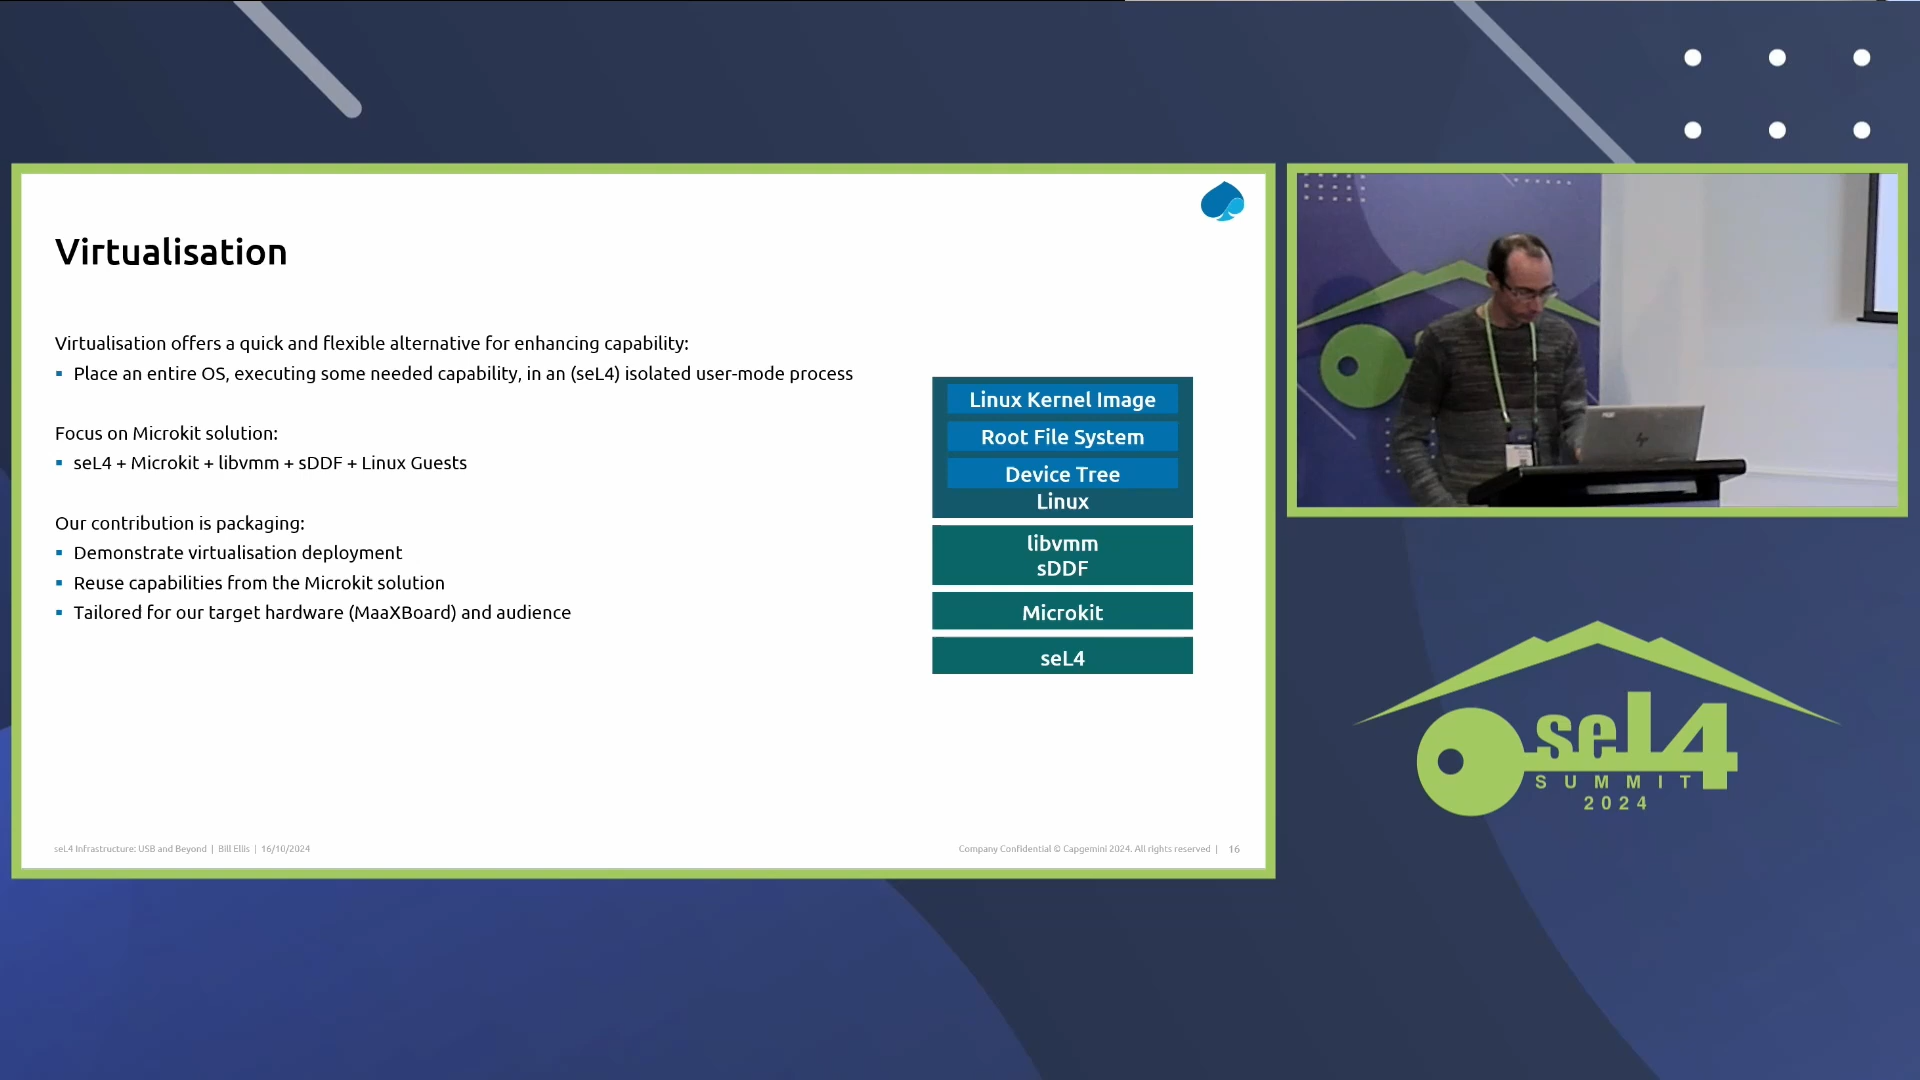 Virtualisation
Virtualisation offers a quick and flexible alternative for enhancing capability:
▪ Place an entire OS, executing some needed capability, in an (seL4) isolated user-mode process
Focus on Microkit solution:
▪ seL4 + Microkit + libvmm + sDDF + Linux Guests
Our contribution is packaging:
▪ Demonstrate virtualisation deployment
▪ Reuse capabilities from the Microkit solution
▪ Tailored for our target hardware (MaaXBoard) and audience
Linux Kernel Image
Root File System
Device Tree
Linux
libvmm
sDDF
Microkit
seL4
seL4 Infrastructure: USB and Beyond | Bill Ellis | 16/10/2024
Company Confidential © Capgemini 2024. All rights reserved | 16
seL4
SUMMIT
2024